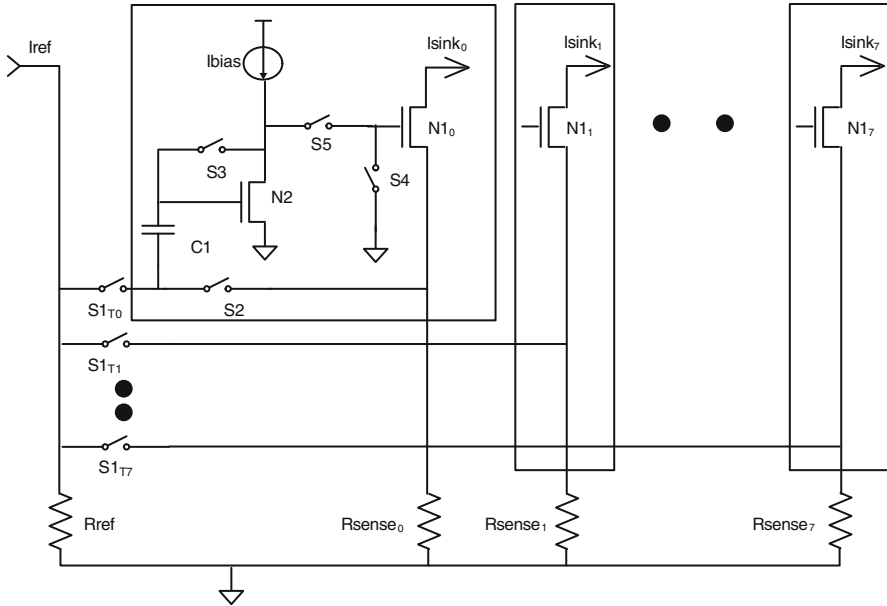 Iref
Ibias
Isink0
Isink1
Isink7
S5
N10
N11
N17
S3
S4
N2
C1
S1T0
S2
S1T1
S1T7
Rref
Rsense0
Rsense1
Rsense7